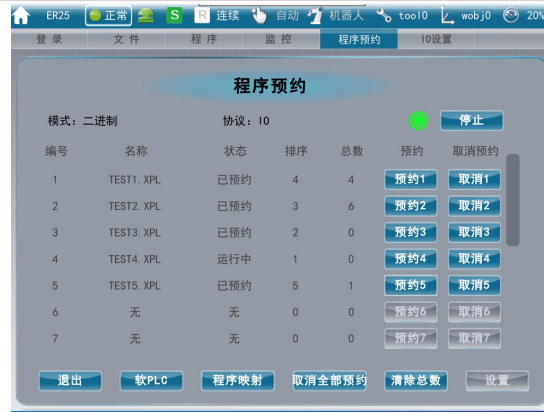 ER25 正常 S R 连续 自动 机器人 tool0 wobj0 20%
登录 文件 程序 监控 程序预约 IO设置
程序预约
模式：二进制 协议：IO 停止
编号 名称 状态 排序 总数 预约 取消预约
1 TEST1.XPL 已预约 4 4 预约1 取消1
2 TEST2.XPL 已预约 3 6 预约2 取消2
3 TEST3.XPL 已预约 2 0 预约3 取消3
4 TEST4.XPL 运行中 1 0 预约4 取消4
5 TEST5.XPL 已预约 5 1 预约5 取消5
6 无 无 0 0 预约6 取消6
7 无 无 0 0 预约7 取消7
退出 软PLC 程序映射 取消全部预约 清除总数 设置